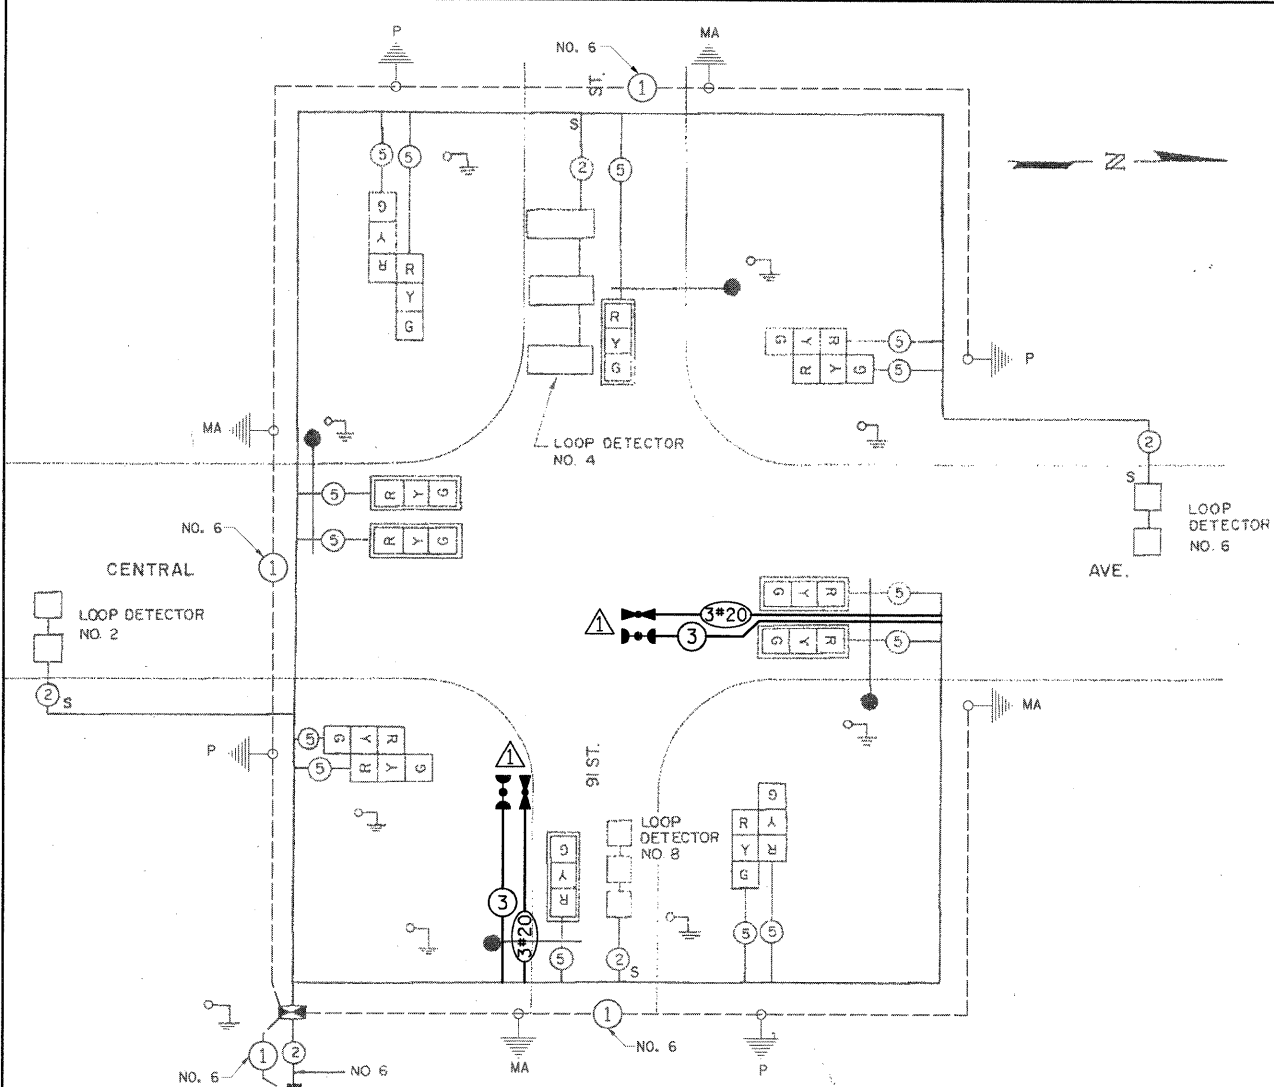 P
MA
NO. 6
1
ST.
N
5
5
S
2
5
G
Y
R
R
Y
G
R
Y
G
G Y R
5
R Y G
5
P
MA
LOOP DETECTOR
NO. 4
2
S
LOOP
DETECTOR
NO. 6
5
R Y G
5
R Y G
NO. 6
1
CENTRAL
AVE.
LOOP DETECTOR
NO. 2
2
S
1
3#20
3
G Y R
5
G Y R
5
MA
P
5
G Y R
5
R Y G
1
91 ST.
LOOP
DETECTOR
NO. 8
G
Y
R
R
Y
G
G
Y
R
3
3#20
5
2
S
5
5
1
NO. 6
MA
P
1
2
NO. 6
NO 6